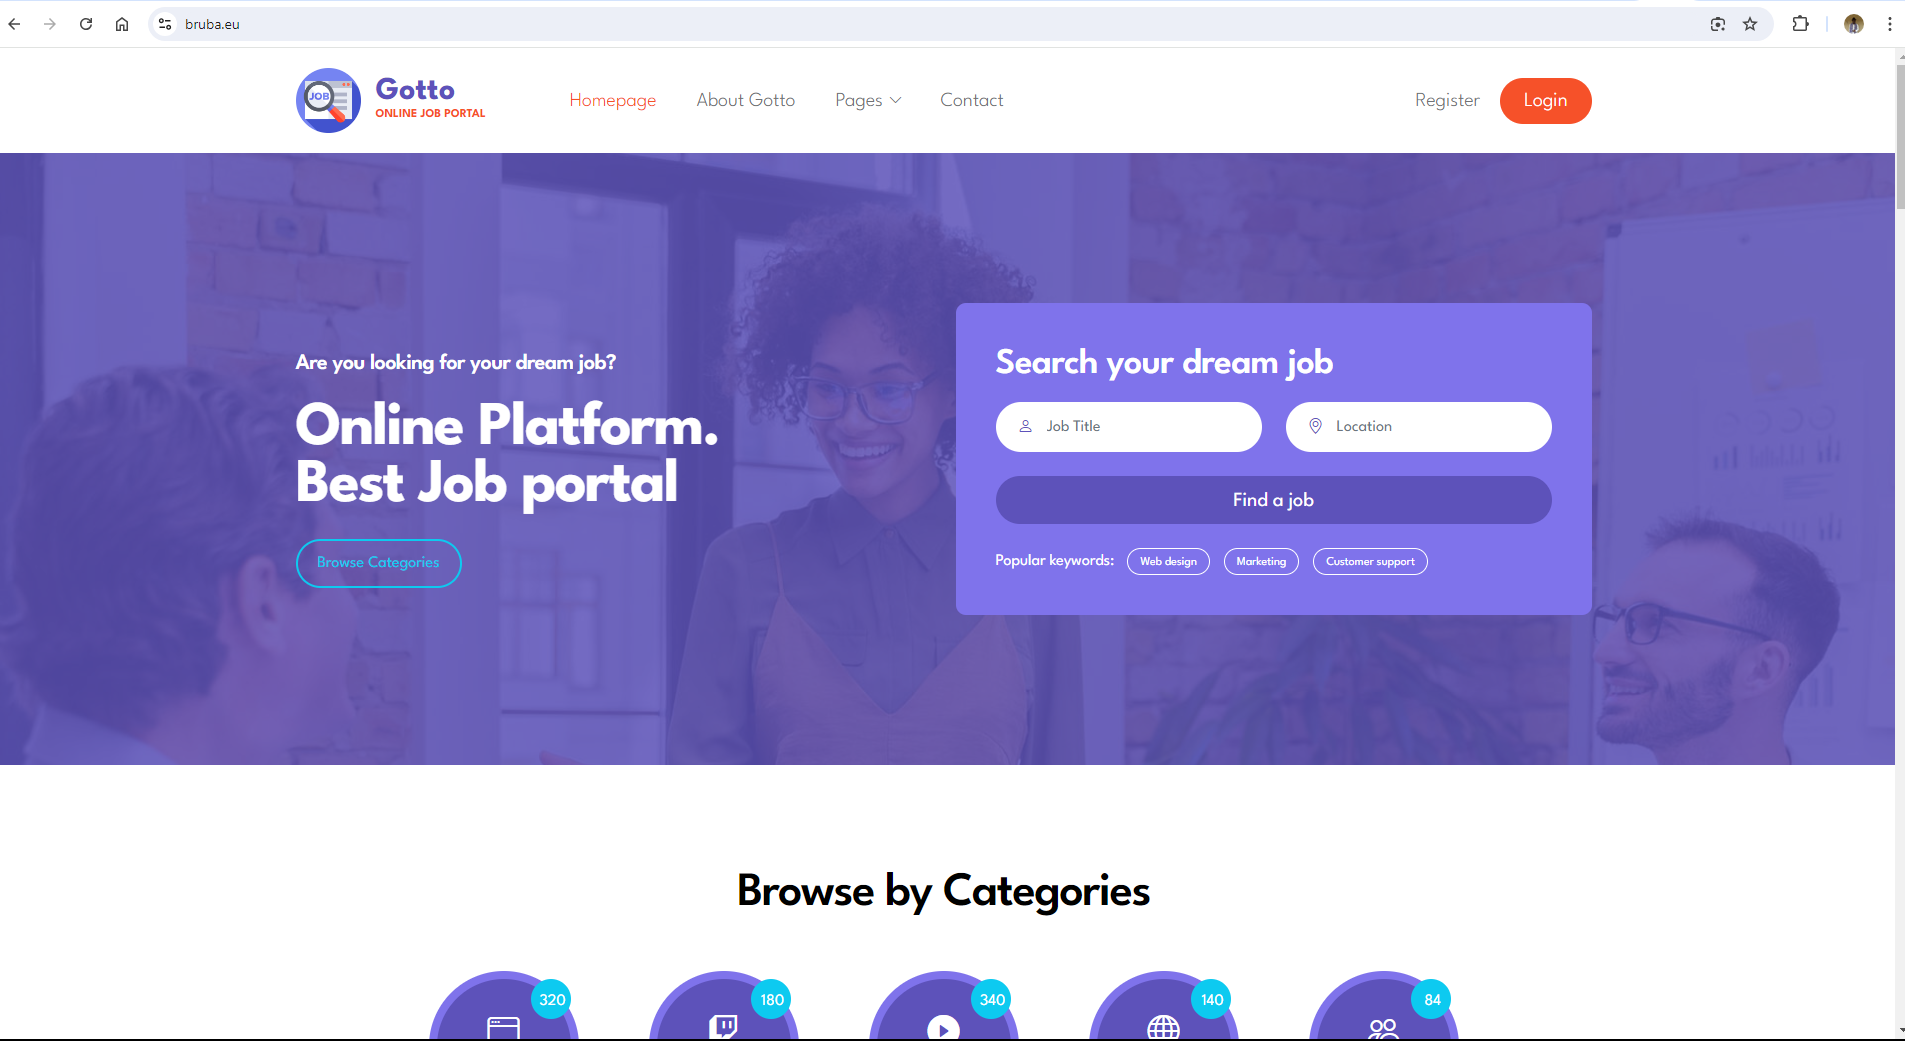 bruba.eu
JOB
Gotto
ONLINE JOB PORTAL
Homepage
About Gotto
Pages
Contact
Register
Login
Are you looking for your dream job?
Online Platform.
Best Job portal
Browse Categories
Search your dream job
Job Title
Location
Find a job
Popular keywords:
Web design
Marketing
Customer support
Browse by Categories
320
180
340
140
84